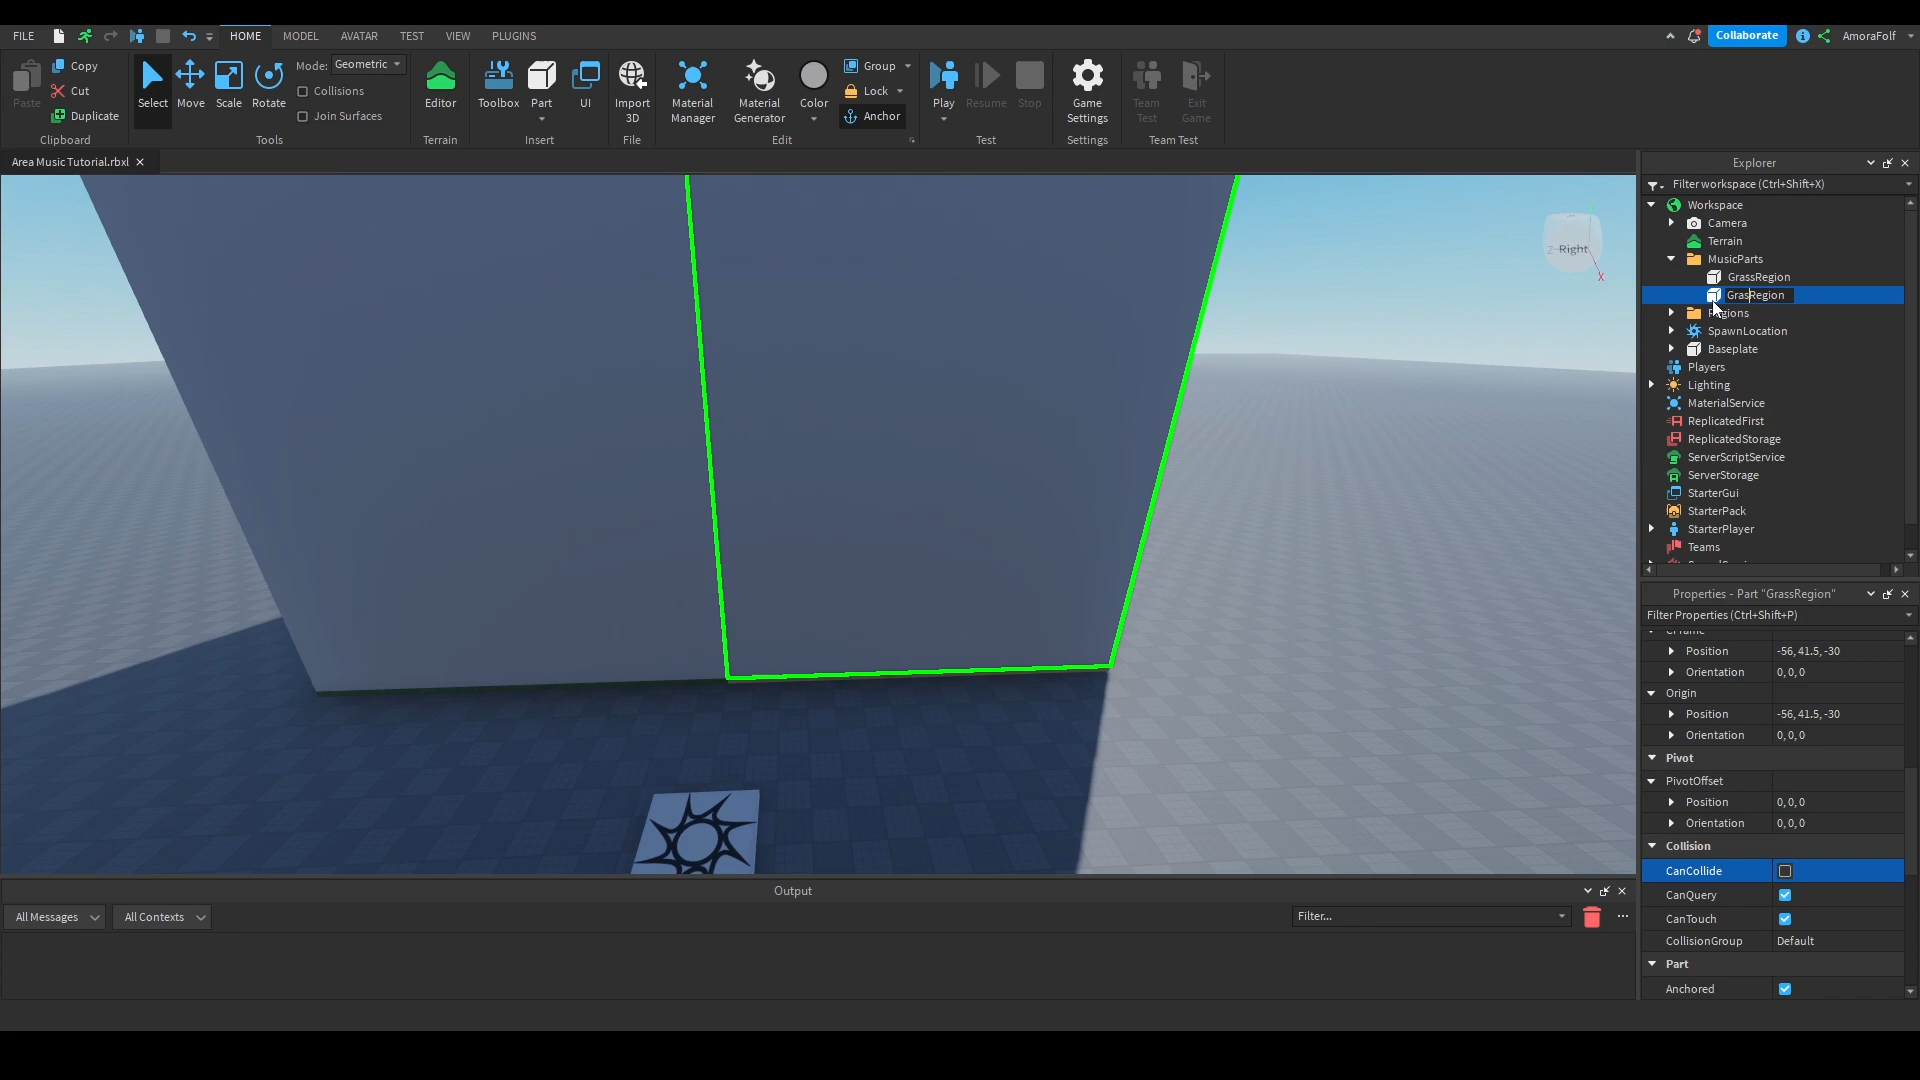 FILE HOME MODEL AVATAR TEST VIEW PLUGINS Collaborate AmoraFolf
Paste Copy Cut Duplicate Clipboard
Select Move Scale Rotate Mode: Geometric Collisions Join Surfaces Tools
Editor Terrain
Toolbox Part UI Insert
Import 3D File
Material Manager Material Generator Color Group Lock Anchor Edit
Play Resume Stop Test
Game Settings Settings
Team Test Exit Game Team Test
Area Music Tutorial.rbxl
Right
Z
X
Explorer
Filter workspace (Ctrl+Shift+X)
Workspace
Camera
Terrain
MusicParts
GrassRegion
GrasRegion
Regions
SpawnLocation
Baseplate
Players
Lighting
MaterialService
ReplicatedFirst
ReplicatedStorage
ServerScriptService
ServerStorage
StarterGui
StarterPack
StarterPlayer
Teams
Properties - Part "GrassRegion"
Filter Properties (Ctrl+Shift+P)
CFrame
Position -56, 41.5, -30
Orientation 0, 0, 0
Origin
Position -56, 41.5, -30
Orientation 0, 0, 0
Pivot
PivotOffset
Position 0, 0, 0
Orientation 0, 0, 0
Collision
CanCollide
CanQuery
CanTouch
CollisionGroup Default
Part
Anchored
Output
All Messages All Contexts Filter...